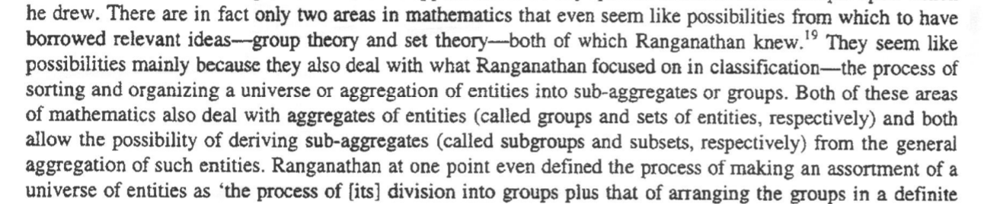 he drew. There are in fact only two areas in mathematics that even seem like possibilities from which to have
borrowed relevant ideas—group theory and set theory—both of which Ranganathan knew.19 They seem like
possibilities mainly because they also deal with what Ranganathan focused on in classification—the process of
sorting and organizing a universe or aggregation of entities into sub-aggregates or groups. Both of these areas
of mathematics also deal with aggregates of entities (called groups and sets of entities, respectively) and both
allow the possibility of deriving sub-aggregates (called subgroups and subsets, respectively) from the general
aggregation of such entities. Ranganathan at one point even defined the process of making an assortment of a
universe of entities as ‘the process of [its] division into groups plus that of arranging the groups in a definite